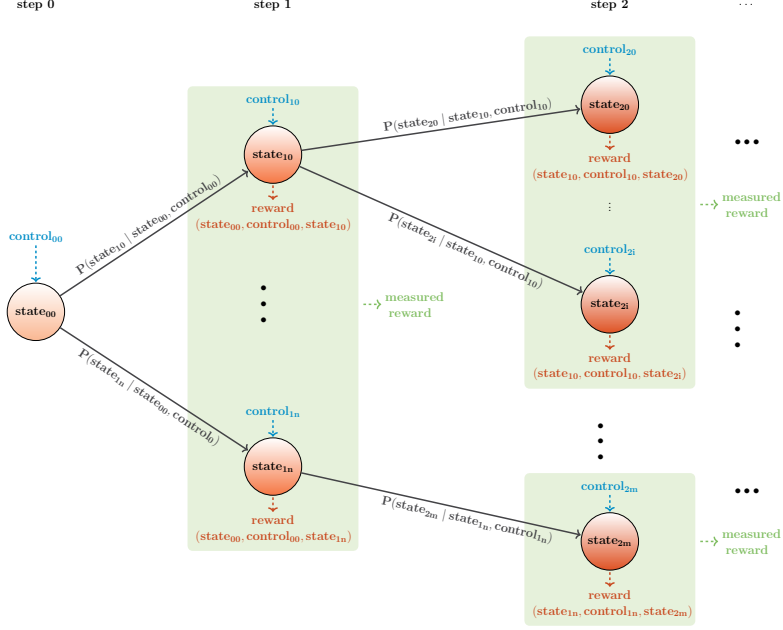 step 0
step 1
step 2
...
control₂₀
state₂₀
reward
(state₁₀, control₁₀, state₂₀)
P(state₂₀ | state₁₀, control₁₀)
control₁₀
state₁₀
reward
(state₀₀, control₀₀, state₁₀)
P(state₁₀ | state₀₀, control₀₀)
measured
reward
control₀₀
state₀₀
P(state₂ᵢ | state₁₀, control₁₀)
control₂ᵢ
state₂ᵢ
reward
(state₁₀, control₁₀, state₂ᵢ)
measured
reward
P(state₁ₙ | state₀₀, control₀)
control₁ₙ
state₁ₙ
reward
(state₀₀, control₀₀, state₁ₙ)
P(state₂ₘ | state₁ₙ, control₁ₙ)
control₂ₘ
state₂ₘ
reward
(state₁ₙ, control₁ₙ, state₂ₘ)
measured
reward